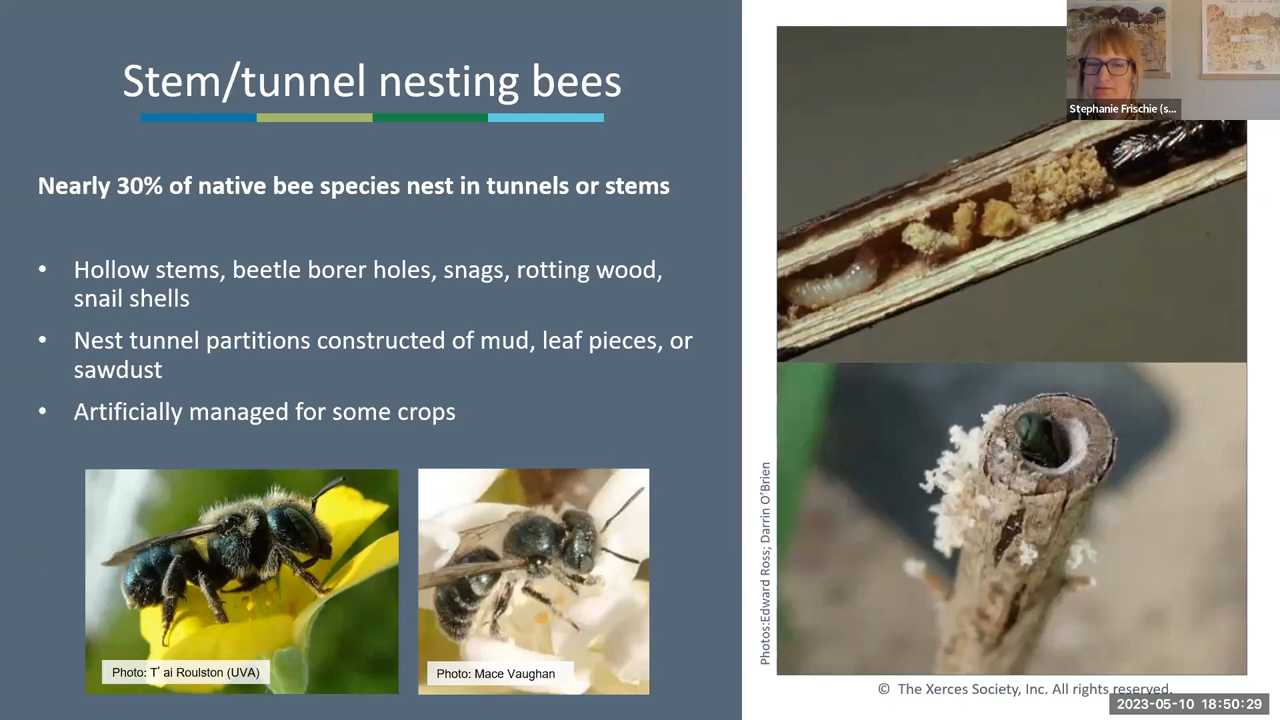 Stem/tunnel nesting bees
Nearly 30% of native bee species nest in tunnels or stems
• Hollow stems, beetle borer holes, snags, rotting wood,
snail shells
• Nest tunnel partitions constructed of mud, leaf pieces, or
sawdust
• Artificially managed for some crops
Photo: T' ai Roulston (UVA)
Photo: Mace Vaughan
Photos:Edward Ross; Darrin O'Brien
Stephanie Frischie (s...
© The Xerces Society, Inc. All rights reserved.
2023-05-10 18:50:29